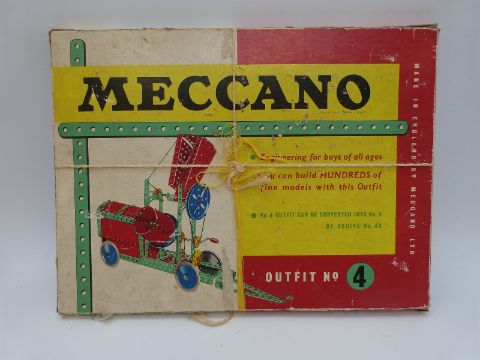 MECCANO
Engineering for boys of all ages
You can build HUNDREDS of
fine models with this Outfit
No. 4 OUTFIT CAN BE CONVERTED INTO No. 5
BY ADDING No. 4A
OUTFIT No 4
MADE IN ENGLAND BY MECCANO LTD